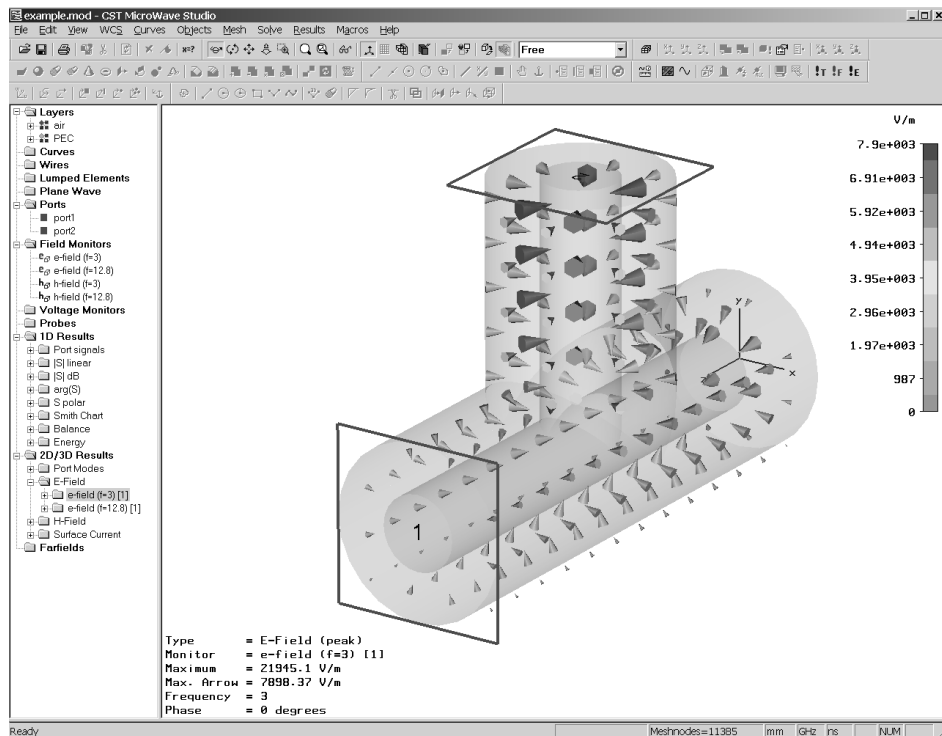 example.mod - CST MicroWave Studio
File Edit View WCS Curves Objects Mesh Solve Results Macros Help
Free
Layers
air
PEC
Curves
Wires
Lumped Elements
Plane Wave
Ports
port1
port2
Field Monitors
e-field (f=3)
e-field (f=12.8)
h-field (f=3)
h-field (f=12.8)
Voltage Monitors
Probes
1D Results
Port signals
|S| linear
|S| dB
arg(S)
S polar
Smith Chart
Balance
Energy
2D/3D Results
Port Modes
E-Field
e-field (f=3) [1]
e-field (f=12.8) [1]
H-Field
Surface Current
Farfields
V/m
7.9e+003
6.91e+003
5.92e+003
4.94e+003
3.95e+003
2.96e+003
1.97e+003
987
0
y
x
1
Type = E-Field (peak)
Monitor = e-field (f=3) [1]
Maximum = 21945.1 V/m
Max. Arrow = 7898.37 V/m
Frequency = 3
Phase = 0 degrees
Ready Meshnodes=11385 mm GHz ns NUM